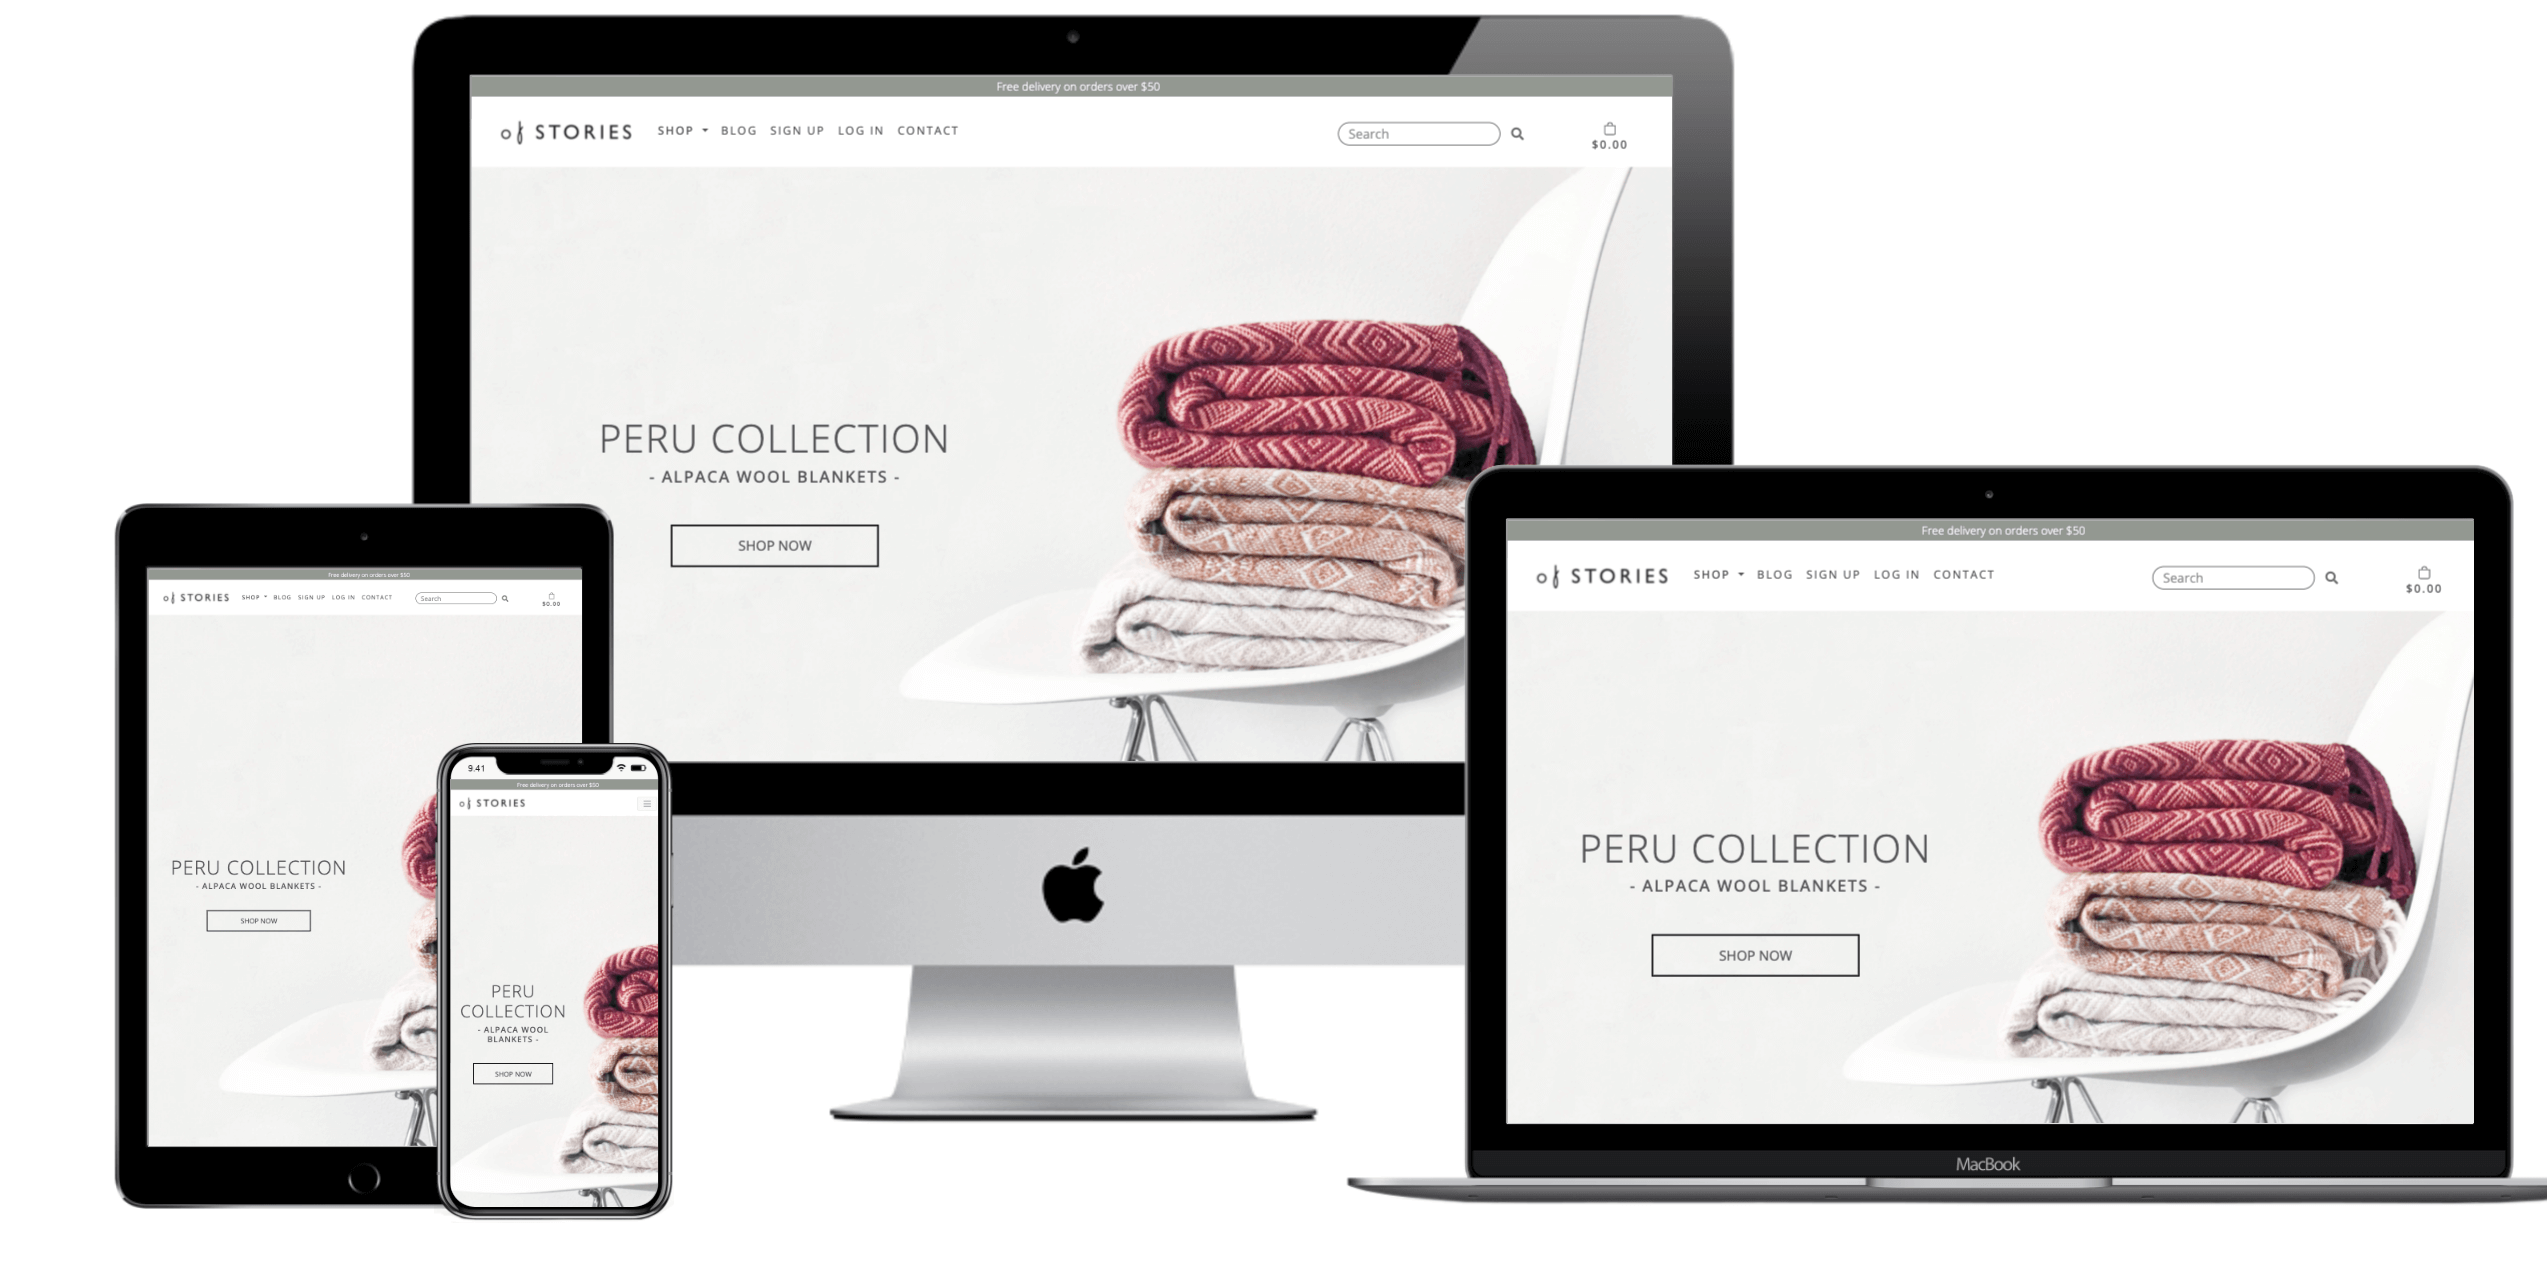 Free delivery on orders over $50
of STORIES SHOP BLOG SIGN UP LOG IN CONTACT Search
$0.00
PERU COLLECTION
- ALPACA WOOL BLANKETS -
SHOP NOW
Free delivery on orders over $50
of STORIES SHOP BLOG SIGN UP LOG IN CONTACT Search
$0.00
PERU COLLECTION
- ALPACA WOOL BLANKETS -
SHOP NOW
9.41
Free delivery on orders over $50
of STORIES
PERU
COLLECTION
- ALPACA WOOL
BLANKETS -
SHOP NOW
Free delivery on orders over $50
of STORIES SHOP BLOG SIGN UP LOG IN CONTACT Search
$0.00
PERU COLLECTION
- ALPACA WOOL BLANKETS -
SHOP NOW
MacBook